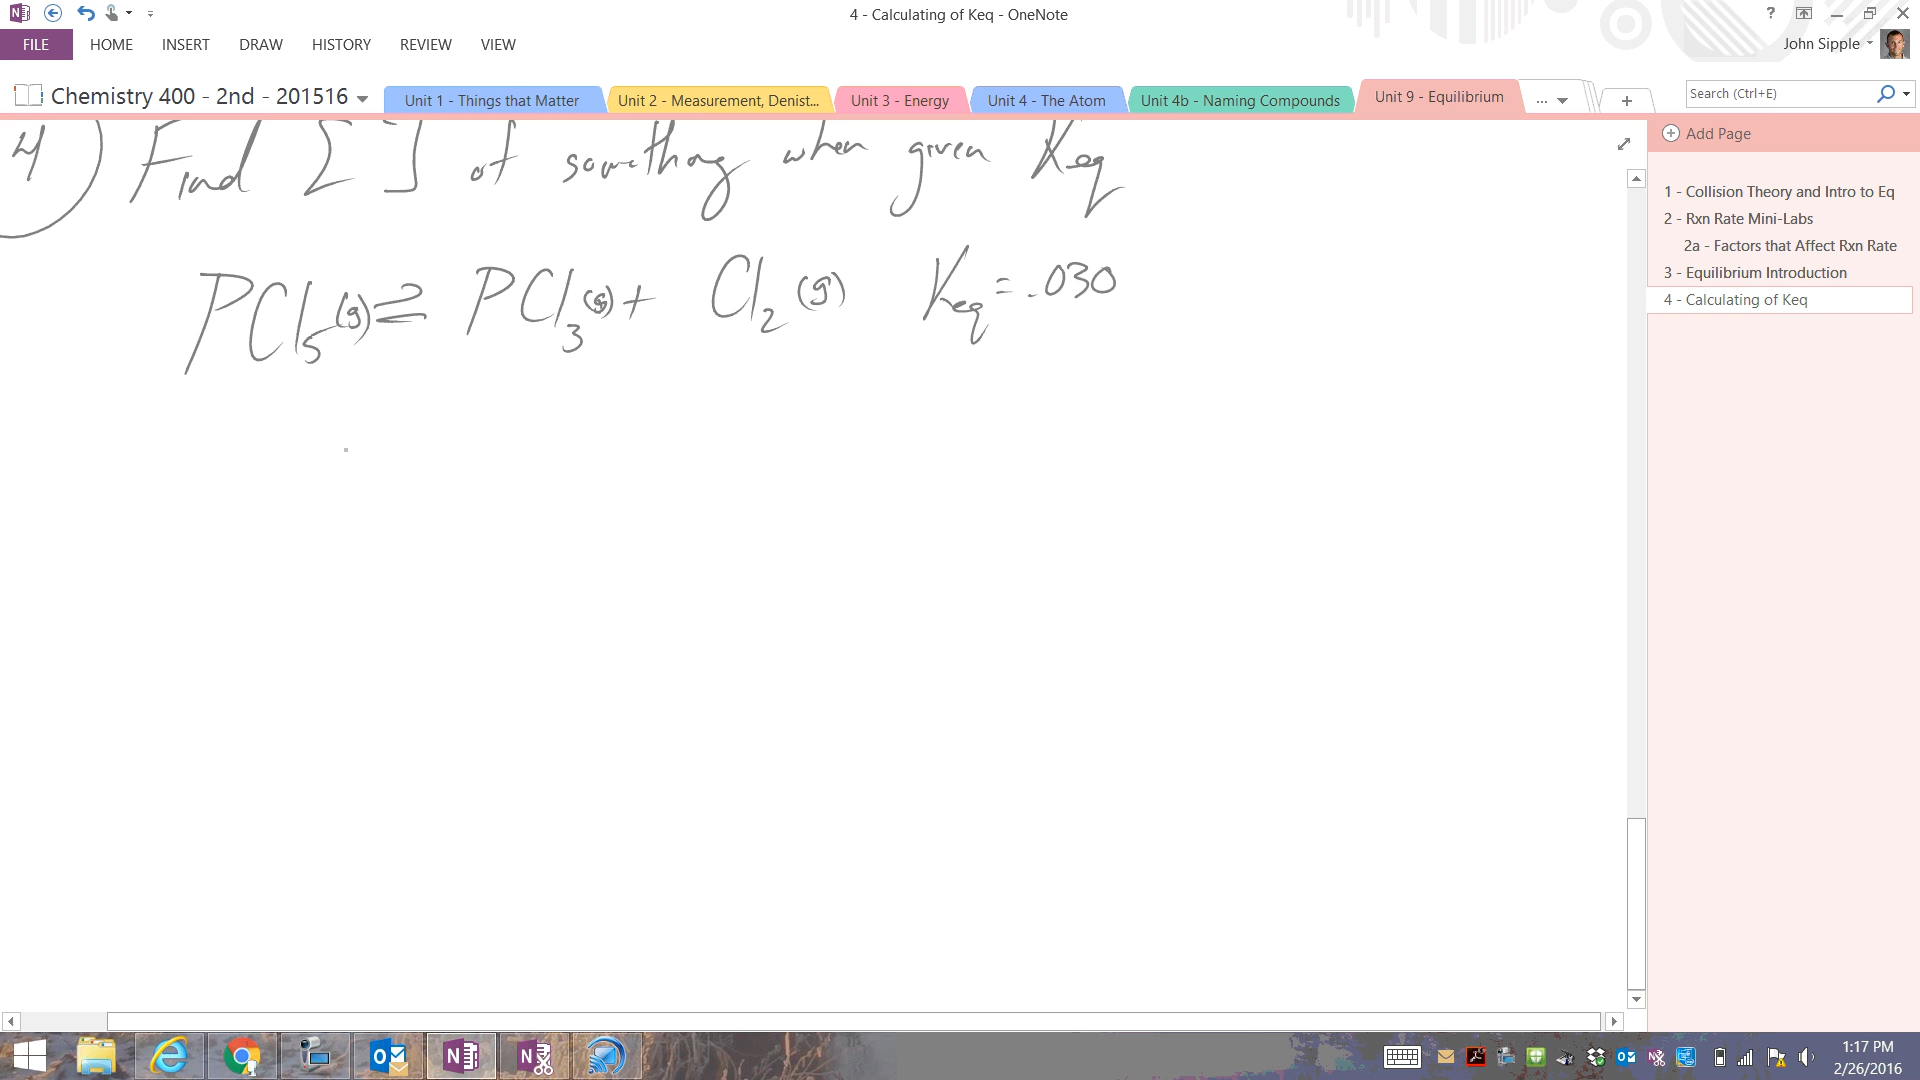 4 - Calculating of Keq - OneNote
?
FILE HOME INSERT DRAW HISTORY REVIEW VIEW
John Sipple
Chemistry 400 - 2nd - 201516
Unit 1 - Things that Matter
Unit 2 - Measurement, Denist...
Unit 3 - Energy
Unit 4 - The Atom
Unit 4b - Naming Compounds
Unit 9 - Equilibrium
...
Search (Ctrl+E)
4) Find [ ] of something when given Keq
PCl₅(g) ⇌ PCl₃(g) + Cl₂(g) Keq = .030
Add Page
1 - Collision Theory and Intro to Eq
2 - Rxn Rate Mini-Labs
2a - Factors that Affect Rxn Rate
3 - Equilibrium Introduction
4 - Calculating of Keq
1:17 PM
2/26/2016